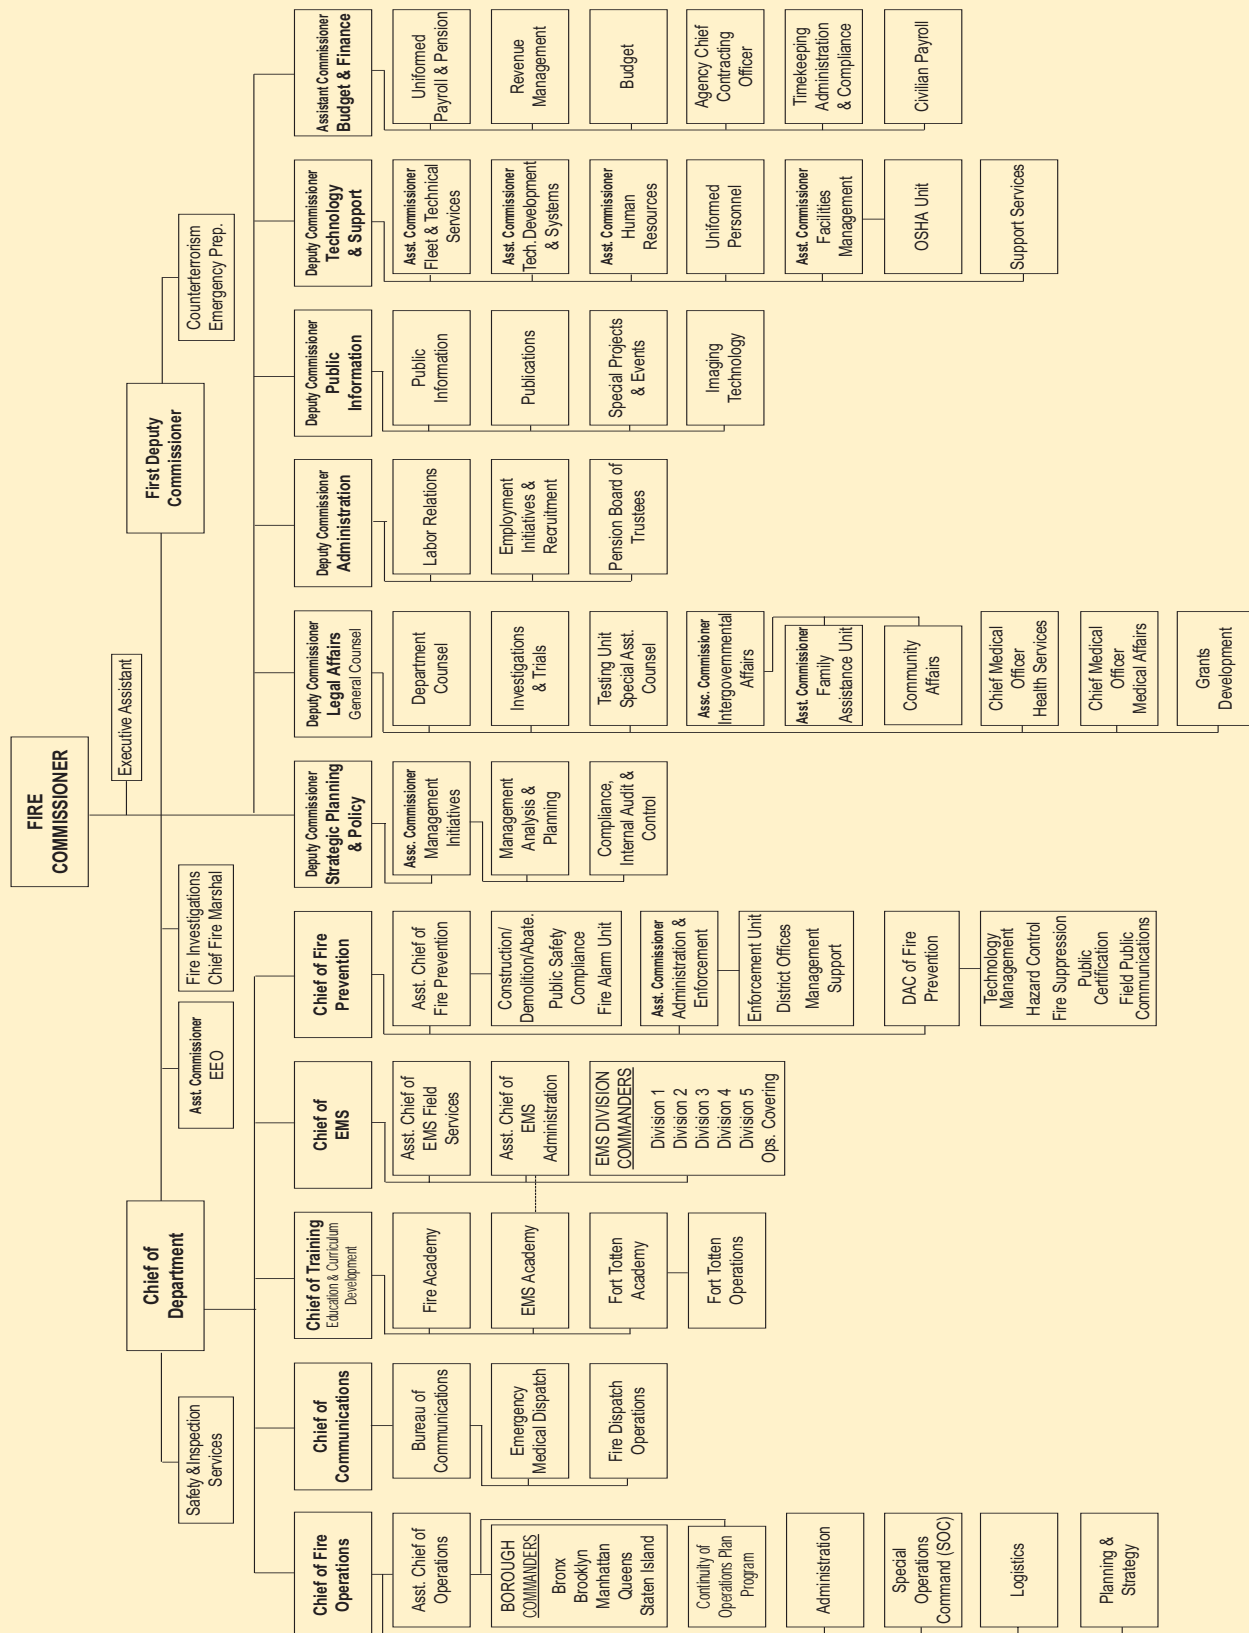 FIRE
COMMISSIONER
Executive Assistant
Chief of
Department
First Deputy
Commissioner
Safety & Inspection
Services
Asst. Commissioner
EEO
Fire Investigations
Chief Fire Marshal
Counterterrorism
Emergency Prep.
Chief of Fire
Operations
Asst. Chief of
Operations
BOROUGH
COMMANDERS
Bronx
Brooklyn
Manhattan
Queens
Staten Island
Continuity of
Operations Plan
Program
Administration
Special
Operations
Command (SOC)
Logistics
Planning &
Strategy
Chief of
Communications
Bureau of
Communications
Emergency
Medical Dispatch
Fire Dispatch
Operations
Chief of Training
Education & Curriculum
Development
Fire Academy
EMS Academy
Fort Totten
Academy
Fort Totten
Operations
Chief of
EMS
Asst. Chief of
EMS Field
Services
Asst. Chief of
EMS
Administration
EMS DIVISION
COMMANDERS
Division 1
Division 2
Division 3
Division 4
Division 5
Ops. Covering
Chief of Fire
Prevention
Asst. Chief of
Fire Prevention
Construction/
Demolition/Abate.
Public Safety
Compliance
Fire Alarm Unit
Asst. Commissioner
Administration &
Enforcement
Enforcement Unit
District Offices
Management
Support
DAC of Fire
Prevention
Technology
Management
Hazard Control
Fire Suppression
Public
Certification
Field Public
Communications
Deputy Commissioner
Strategic Planning
& Policy
Assc. Commissioner
Management
Initiatives
Management
Analysis &
Planning
Compliance,
Internal Audit &
Control
Deputy Commissioner
Legal Affairs
General Counsel
Department
Counsel
Investigations
& Trials
Testing Unit
Special Asst.
Counsel
Assc. Commissioner
Intergovernmental
Affairs
Asst. Commissioner
Family
Assistance Unit
Community
Affairs
Chief Medical
Officer
Health Services
Chief Medical
Officer
Medical Affairs
Grants
Development
Deputy Commissioner
Administration
Labor Relations
Employment
Initiatives &
Recruitment
Pension Board of
Trustees
Deputy Commissioner
Public
Information
Public
Information
Publications
Special Projects
& Events
Imaging
Technology
Deputy Commissioner
Technology
& Support
Asst. Commissioner
Fleet & Technical
Services
Asst. Commissioner
Tech. Development
& Systems
Asst. Commissioner
Human
Resources
Uniformed
Personnel
Asst. Commissioner
Facilities
Management
OSHA Unit
Support Services
Assistant Commissioner
Budget & Finance
Uniformed
Payroll & Pension
Revenue
Management
Budget
Agency Chief
Contracting
Officer
Timekeeping
Administration
& Compliance
Civilian Payroll